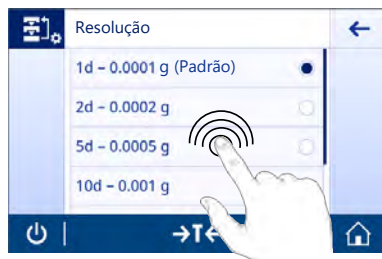 Resolução
1d – 0.0001 g (Padrão)
2d – 0.0002 g
5d – 0.0005 g
10d – 0.001 g
→T←